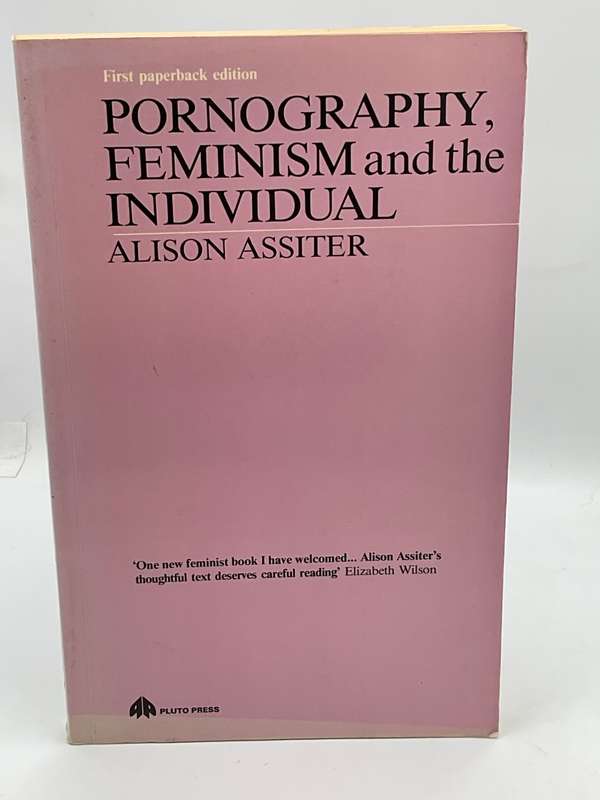 First paperback edition
PORNOGRAPHY,
FEMINISM and the
INDIVIDUAL
ALISON ASSITER
‘One new feminist book I have welcomed... Alison Assiter’s
thoughtful text deserves careful reading’ Elizabeth Wilson
PLUTO PRESS